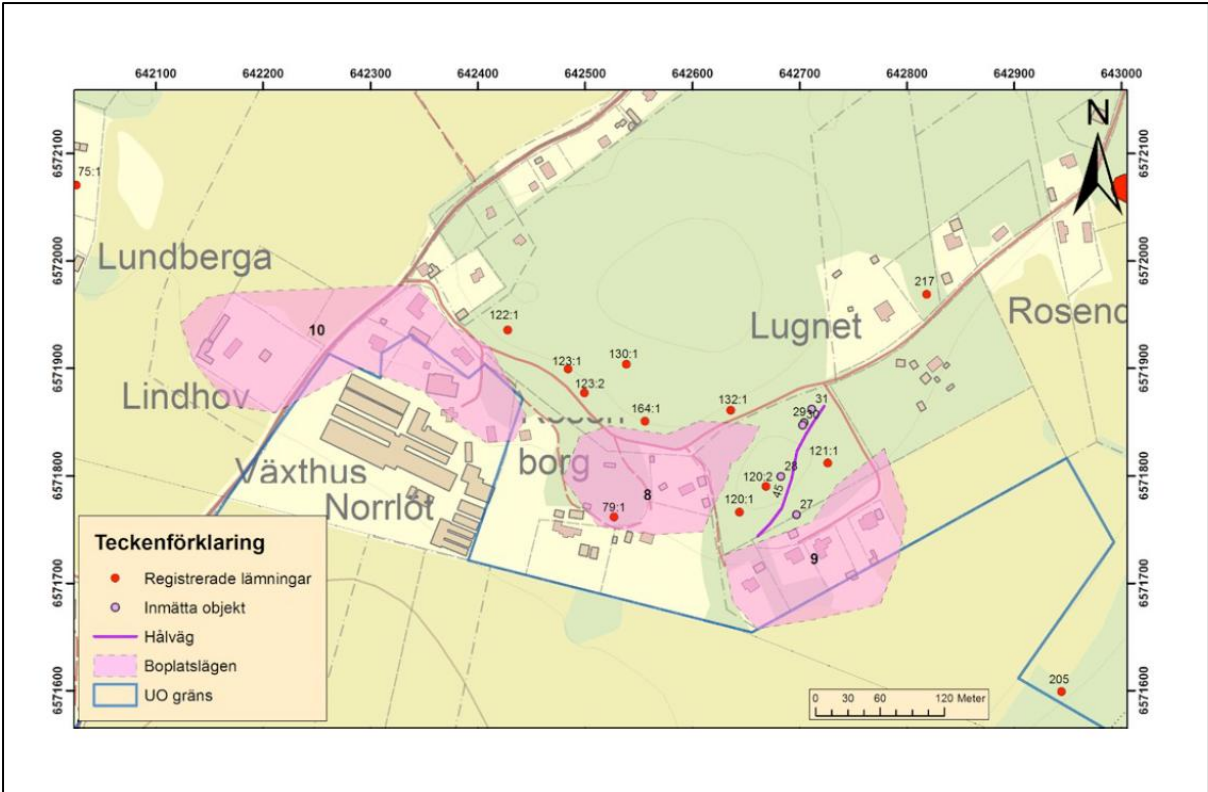 642100 642200 642300 642400 642500 642600 642700 642800 642900 643000
N
6572100 6572100
75:1
Lundberga
6572000 6572000
217
122:1
Lugnet
Rosend
10
123:1 130:1
6571900 6571900
123:2
Lindhov
164:1 132:1
31
29
borg
121:1
6571800 6571800
Växthus
28
120:2
45
8
Norrlöt
79:1
120:1
27
9
6571700 6571700
Teckenförklaring
Registrerade lämningar
Inmätta objekt
Hålväg
Boplatslägen
UO gräns
205
6571600 6571600
0 30 60 120 Meter